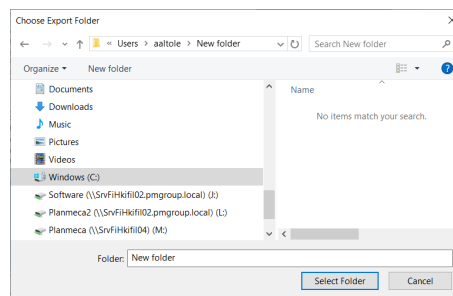 Choose Export Folder
« Users > aaltole > New folder
Search New folder
Organize
New folder
Documents
Downloads
Music
Pictures
Videos
Windows (C:)
Software (\\SrvFiHkifil02.pmgroup.local) (J:)
Planmeca2 (\\SrvFiHkifil02.pmgroup.local) (L:)
Planmeca (\\SrvFiHkifil04) (M:)
Name
No items match your search.
Folder: New folder
Select Folder
Cancel